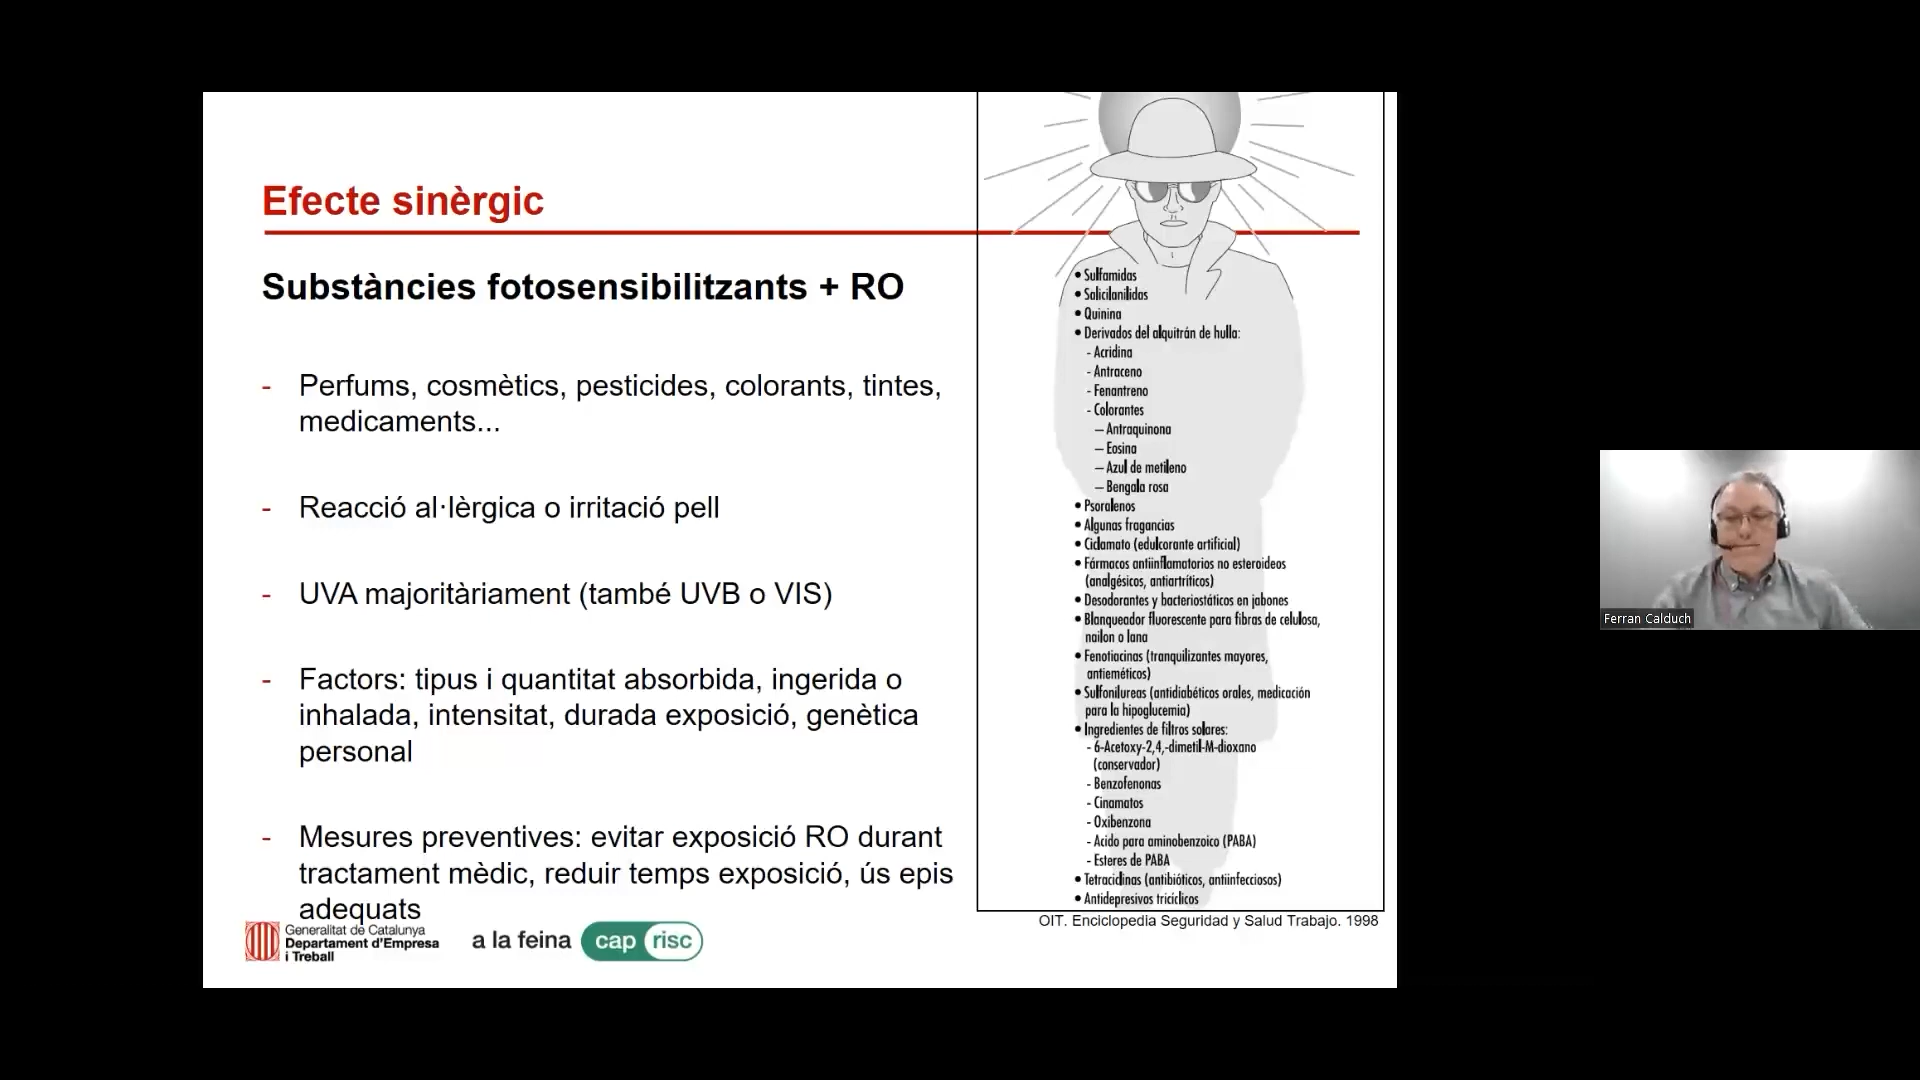 Efecte sinèrgic
Substàncies fotosensibilitzants + RO
- Perfums, cosmètics, pesticides, colorants, tintes,
medicaments...
- Reacció al·lèrgica o irritació pell
- UVA majoritàriament (també UVB o VIS)
- Factors: tipus i quantitat absorbida, ingerida o
inhalada, intensitat, durada exposició, genètica
personal
- Mesures preventives: evitar exposició RO durant
tractament mèdic, reduir temps exposició, ús epis
adequats
Generalitat de Catalunya
Departament d'Empresa
i Treball
a la feina cap risc
• Sulfamidas
• Salicilanilidas
• Quinina
• Derivados del alquitrán de hulla:
- Acridina
- Antraceno
- Fenantreno
- Colorantes
– Antraquinona
– Eosina
– Azul de metileno
– Bengala rosa
• Psoralenos
• Algunas fragancias
• Ciclamato (edulcorante artificial)
• Fármacos antiinflamatorios no esteroideos
(analgésicos, antiartríticos)
• Desodorantes y bacteriostáticos en jabones
• Blanqueador fluorescente para fibras de celulosa,
nailon o lana
• Fenotiacinas (tranquilizantes mayores,
antieméticos)
• Sulfonilureas (antidiabéticos orales, medicación
para la hipoglucemia)
• Ingredientes de filtros solares:
- 6-Acetoxy-2,4,-dimetil-M-dioxano
(conservador)
- Benzofenonas
- Cinamatos
- Oxibenzona
- Acido para aminobenzoico (PABA)
- Esteres de PABA
• Tetraciclinas (antibióticos, antiinfecciosos)
• Antidepresivos tricíclicos
OIT. Enciclopedia Seguridad y Salud Trabajo. 1998
Ferran Calduch